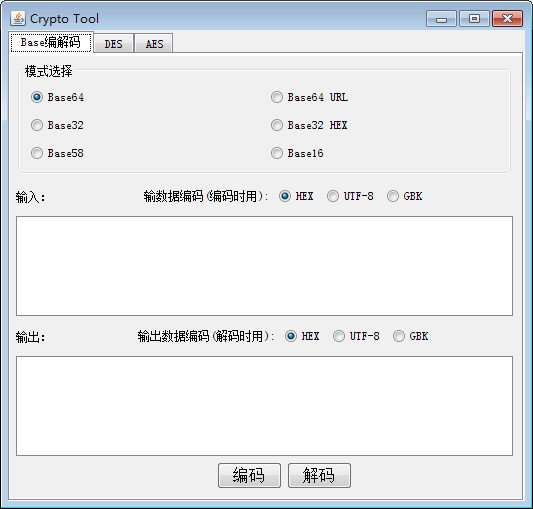 Crypto Tool
Base编解码 DES AES
模式选择
Base64 Base64 URL
Base32 Base32 HEX
Base58 Base16
输入: 输数据编码(编码时用): HEX UTF-8 GBK
输出: 输出数据编码(解码时用): HEX UTF-8 GBK
编码 解码